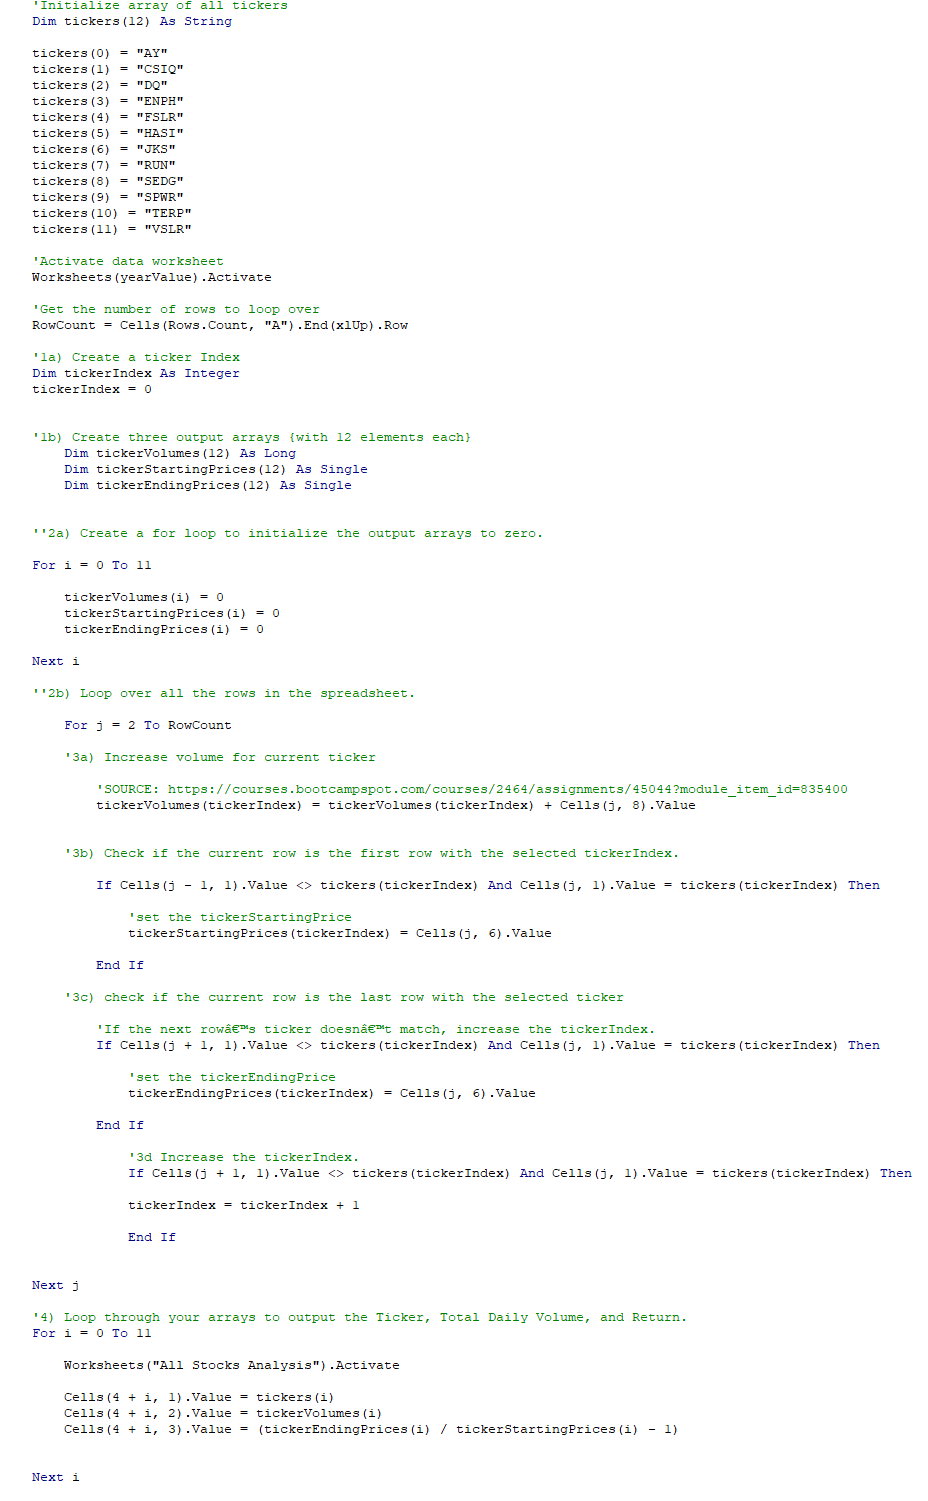 'Initialize array of all tickers
Dim tickers(12) As String
tickers(0) = "AY"
tickers(1) = "CSIQ"
tickers(2) = "DQ"
tickers(3) = "ENPH"
tickers(4) = "FSLR"
tickers(5) = "HASI"
tickers(6) = "JKS"
tickers(7) = "RUN"
tickers(8) = "SEDG"
tickers(9) = "SPWR"
tickers(10) = "TERP"
tickers(11) = "VSLR"
'Activate data worksheet
Worksheets(yearValue).Activate
'Get the number of rows to loop over
RowCount = Cells(Rows.Count, "A").End(xlUp).Row
'1a) Create a ticker Index
Dim tickerIndex As Integer
tickerIndex = 0
'1b) Create three output arrays {with 12 elements each}
Dim tickerVolumes(12) As Long
Dim tickerStartingPrices(12) As Single
Dim tickerEndingPrices(12) As Single
''2a) Create a for loop to initialize the output arrays to zero.
For i = 0 To 11
tickerVolumes(i) = 0
tickerStartingPrices(i) = 0
tickerEndingPrices(i) = 0
Next i
''2b) Loop over all the rows in the spreadsheet.
For j = 2 To RowCount
'3a) Increase volume for current ticker
'SOURCE: https://courses.bootcampspot.com/courses/2464/assignments/45044?module_item_id=835400
tickerVolumes(tickerIndex) = tickerVolumes(tickerIndex) + Cells(j, 8).Value
'3b) Check if the current row is the first row with the selected tickerIndex.
If Cells(j - 1, 1).Value <> tickers(tickerIndex) And Cells(j, 1).Value = tickers(tickerIndex) Then
'set the tickerStartingPrice
tickerStartingPrices(tickerIndex) = Cells(j, 6).Value
End If
'3c) check if the current row is the last row with the selected ticker
'If the next rowâ€™s ticker doesnâ€™t match, increase the tickerIndex.
If Cells(j + 1, 1).Value <> tickers(tickerIndex) And Cells(j, 1).Value = tickers(tickerIndex) Then
'set the tickerEndingPrice
tickerEndingPrices(tickerIndex) = Cells(j, 6).Value
End If
'3d Increase the tickerIndex.
If Cells(j + 1, 1).Value <> tickers(tickerIndex) And Cells(j, 1).Value = tickers(tickerIndex) Then
tickerIndex = tickerIndex + 1
End If
Next j
'4) Loop through your arrays to output the Ticker, Total Daily Volume, and Return.
For i = 0 To 11
Worksheets("All Stocks Analysis").Activate
Cells(4 + i, 1).Value = tickers(i)
Cells(4 + i, 2).Value = tickerVolumes(i)
Cells(4 + i, 3).Value = (tickerEndingPrices(i) / tickerStartingPrices(i) - 1)
Next i